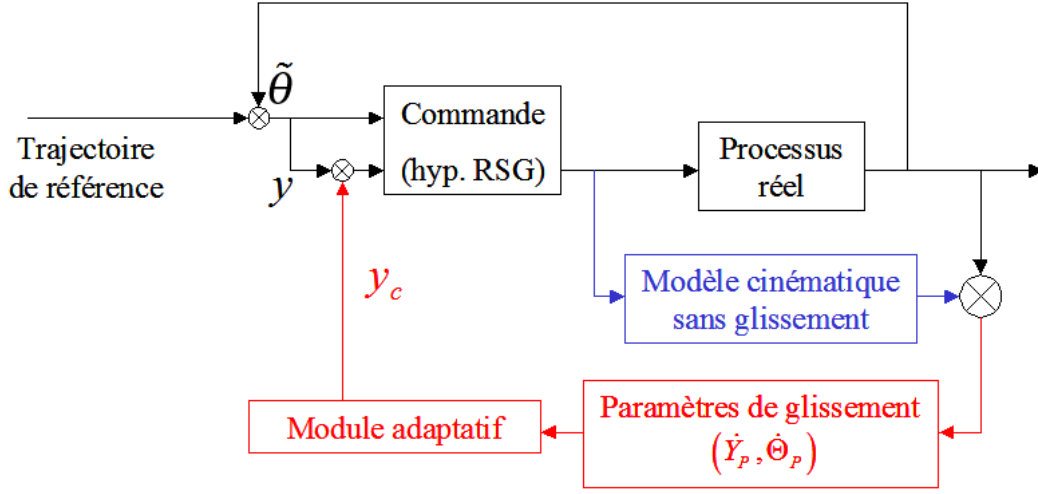 θ̃
Commande
(hyp. RSG)
Trajectoire
de référence
y
Processus
réel
Modèle cinématique
sans glissement
y_c
Paramètres de glissement
(Ẏ_P, Θ̇_P)
Module adaptatif